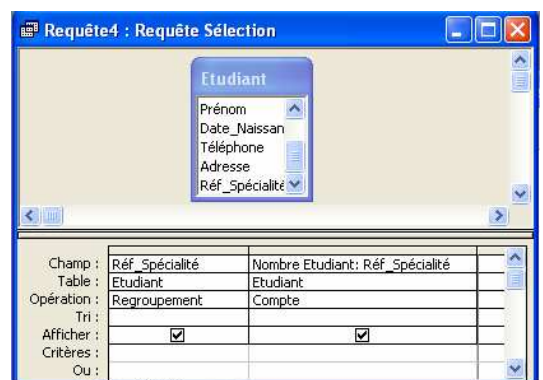 Requête4 : Requête Sélection
Etudiant
Prénom
Date_Naissan
Téléphone
Adresse
Réf_Spécialité
Champ : Réf_Spécialité Nombre Etudiant: Réf_Spécialité
Table : Etudiant Etudiant
Opération : Regroupement Compte
Tri :
Afficher :
Critères :
Ou :